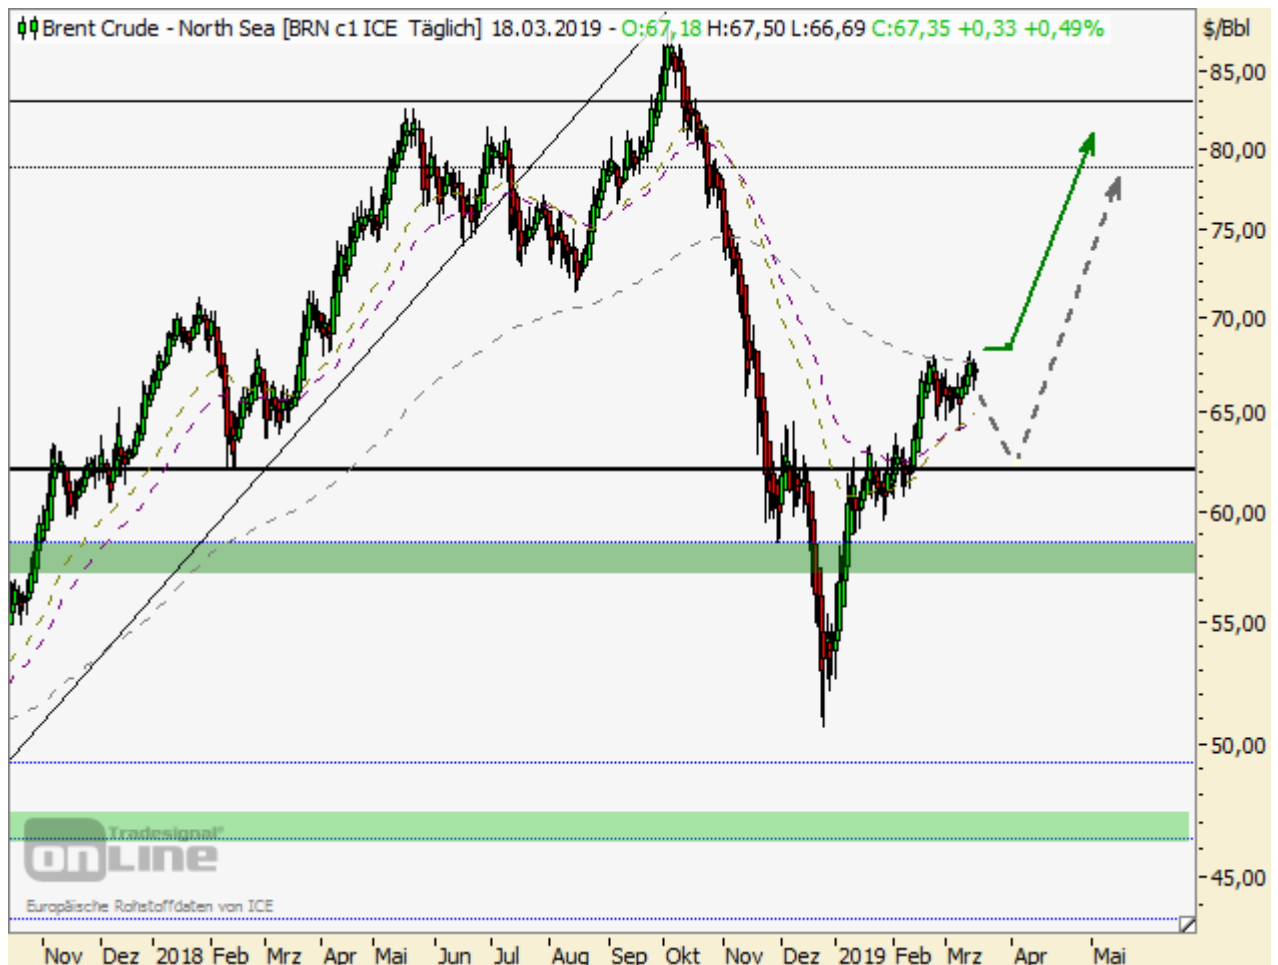 Brent Crude - North Sea [BRN c1 ICE Täglich] 18.03.2019 - O:67,18 H:67,50 L:66,69 C:67,35 +0,33 +0,49%
$/Bbl
85,00
80,00
75,00
70,00
65,00
60,00
55,00
50,00
45,00
Tradesignal®
onLine
Europäische Rohstoffdaten von ICE
Nov Dez 2018 Feb Mrz Apr Mai Jun Jul Aug Sep Okt Nov Dez 2019 Feb Mrz Apr Mai